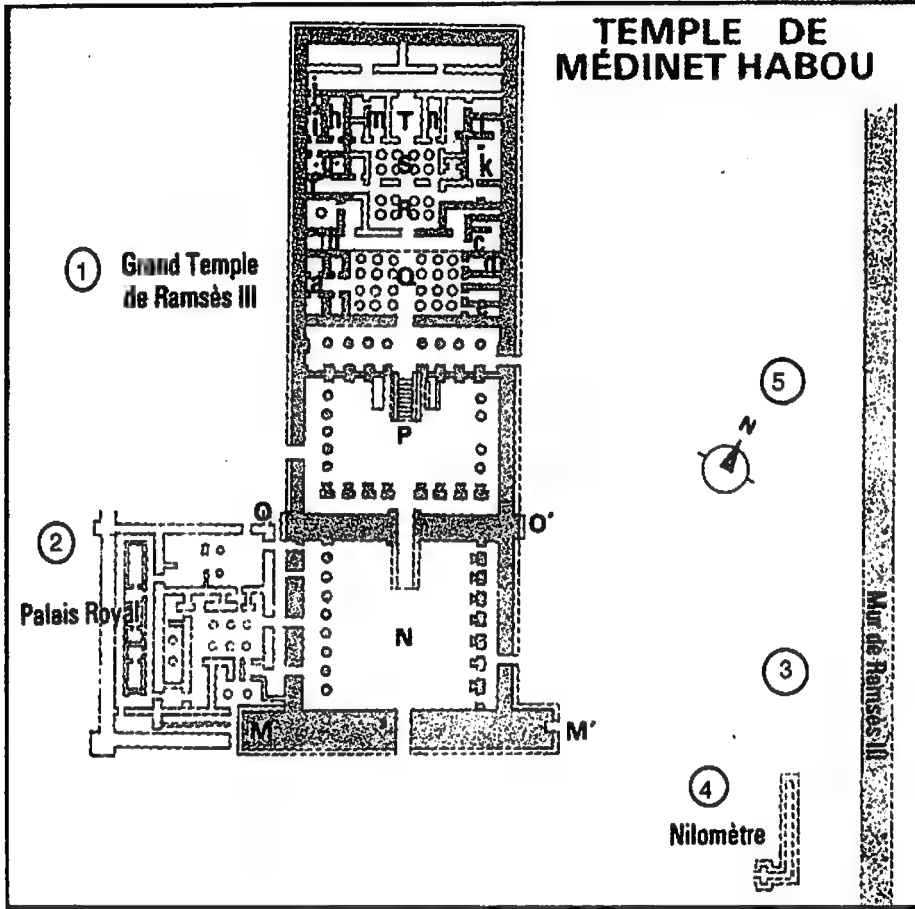 TEMPLE DE
MÉDINET HABOU
i h m T n
S k
R
c
1 Grand Temple
de Ramsès III
a Q d
5
N
P
O O'
2
Palais Royal
N
3
Mur de Ramsès III
M M'
4
Nilomètre